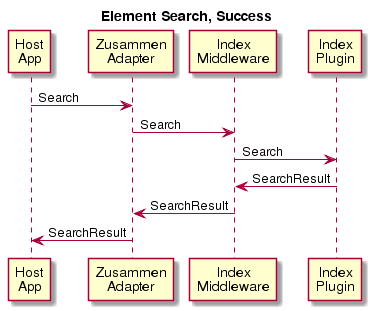 Element Search, Success
Host
App
Zusammen
Adapter
Index
Middleware
Index
Plugin
Search
Search
Search
SearchResult
SearchResult
SearchResult
Host
App
Zusammen
Adapter
Index
Middleware
Index
Plugin